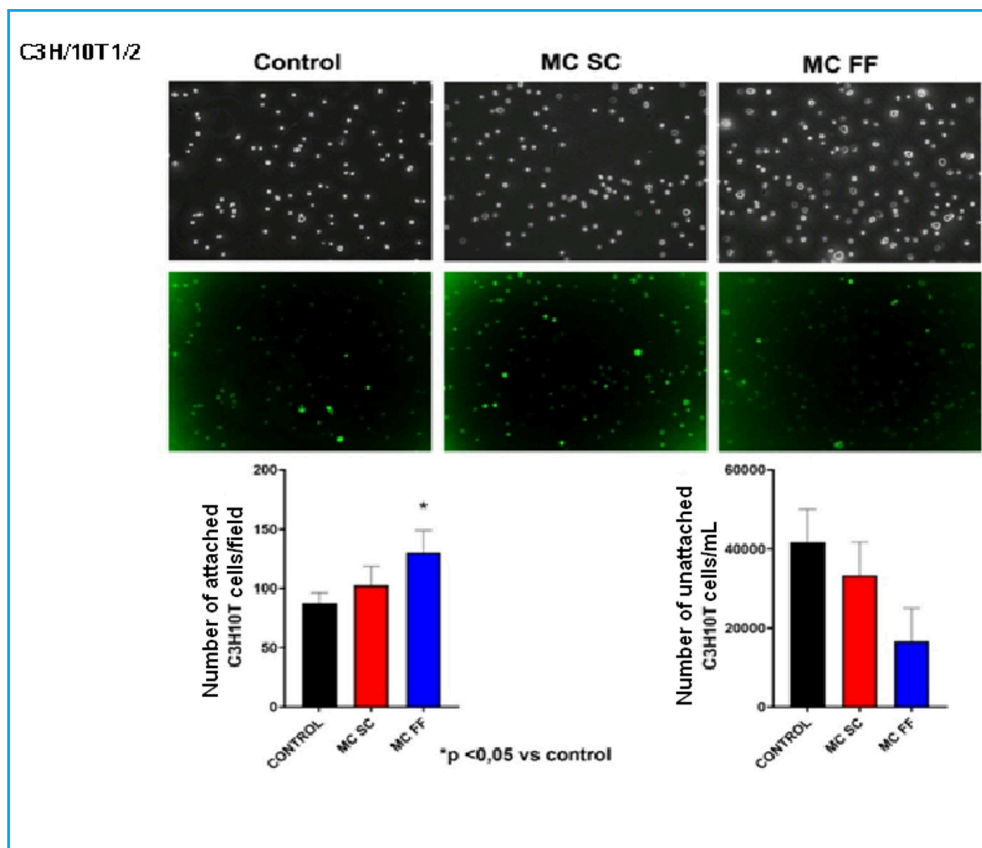 C3H/10T1/2
Control
MC SC
MC FF
Number of attached
C3H10T cells/field
200
150
100
50
0
CONTROL
MC SC
MC FF
*
*p <0,05 vs control
Number of unattached
C3H10T cells/mL
60000
40000
20000
0
CONTROL
MC SC
MC FF